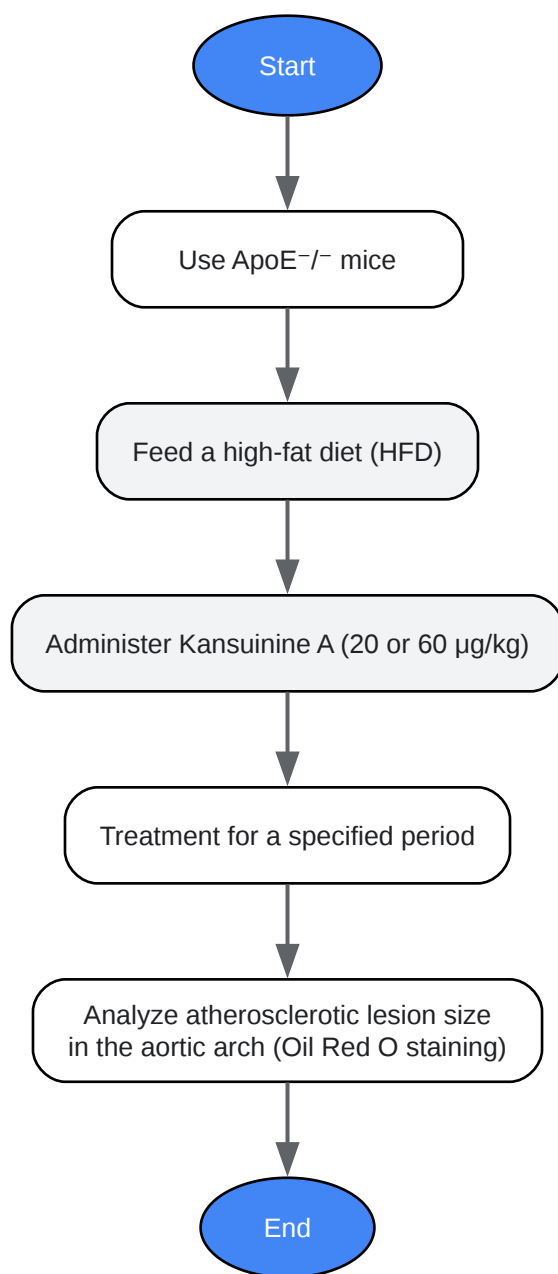 Start
Use ApoE⁻/⁻ mice
Feed a high-fat diet (HFD)
Administer Kansuinine A (20 or 60 μg/kg)
Treatment for a specified period
Analyze atherosclerotic lesion size
in the aortic arch (Oil Red O staining)
End